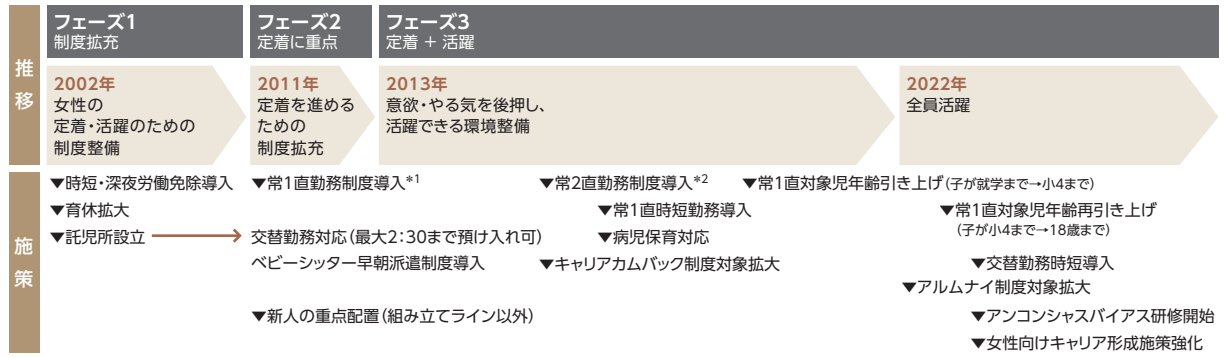 推移
フェーズ1
制度拡充
フェーズ2
定着に重点
フェーズ3
定着 + 活躍
2002年
女性の
定着・活躍のための
制度整備
2011年
定着を進める
ための
制度拡充
2013年
意欲・やる気を後押し、
活躍できる環境整備
2022年
全員活躍
施策
▼時短・深夜労働免除導入
▼育休拡大
▼託児所設立
▼常1直勤務制度導入*1
交替勤務対応(最大2:30まで預け入れ可)
ベビーシッター早朝派遣制度導入
▼新人の重点配置(組み立てライン以外)
▼常2直勤務制度導入*2
▼常1直時短勤務導入
▼病児保育対応
▼キャリアカムバック制度対象拡大
▼常1直対象児年齢引き上げ(子が就学まで→小4まで)
▼常1直対象児年齢再引き上げ
(子が小4まで→18歳まで)
▼交替勤務時短導入
▼アルムナイ制度対象拡大
▼アンコンシャスバイアス研修開始
▼女性向けキャリア形成施策強化